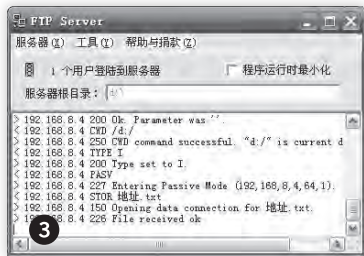 FTP Server
服务器(X) 工具(Y) 帮助与捐款(Z)
1 个用户登陆到服务器 程序运行时最小化
服务器根目录: d:\
> 192.168.8.4 200 Ok. Parameter was ''.
< 192.168.8.4 CWD /d:/
> 192.168.8.4 250 CWD command successful. "d:/" is current d
< 192.168.8.4 TYPE I
> 192.168.8.4 200 Type set to I.
< 192.168.8.4 PASV
> 192.168.8.4 227 Entering Passive Mode (192,168,8,4,64,1).
< 192.168.8.4 STOR 地址.txt
> 192.168.8.4 150 Opening data connection for 地址.txt.
> 192.168.8.4 226 File received ok
3